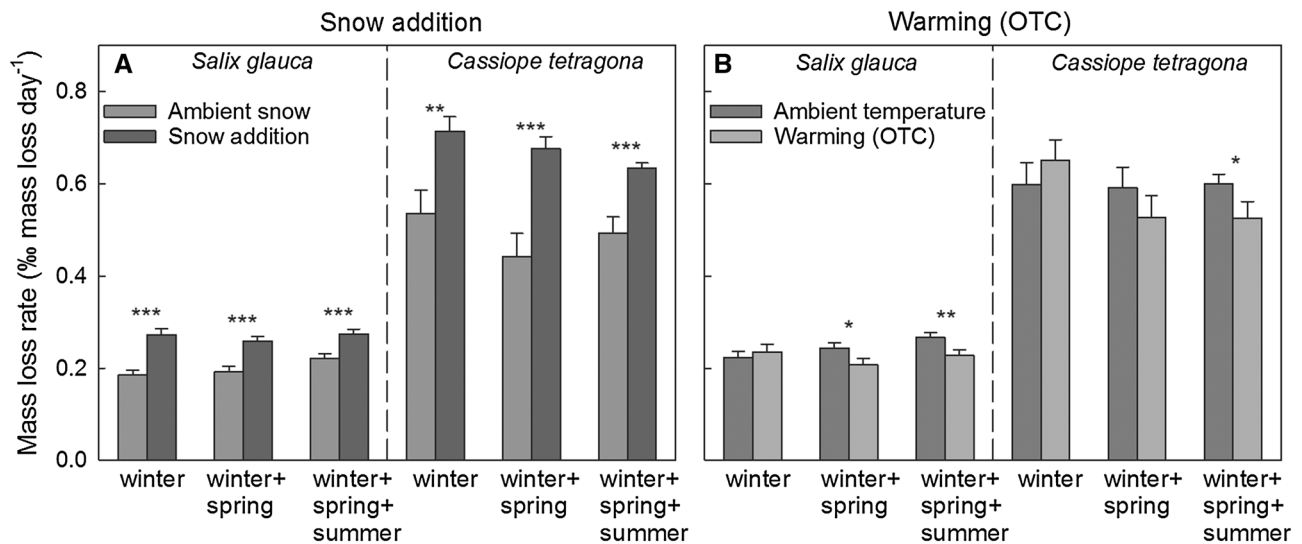 Snow addition
Warming (OTC)
Mass loss rate (‰ mass loss day-1)
0.8
0.6
0.4
0.2
0.0
A
Salix glauca
Cassiope tetragona
Ambient snow
Snow addition
***
***
***
**
***
***
winter
winter+
spring
winter+
spring+
summer
winter
winter+
spring
winter+
spring+
summer
B
Salix glauca
Cassiope tetragona
Ambient temperature
Warming (OTC)
*
**
*
winter
winter+
spring
winter+
spring+
summer
winter
winter+
spring
winter+
spring+
summer